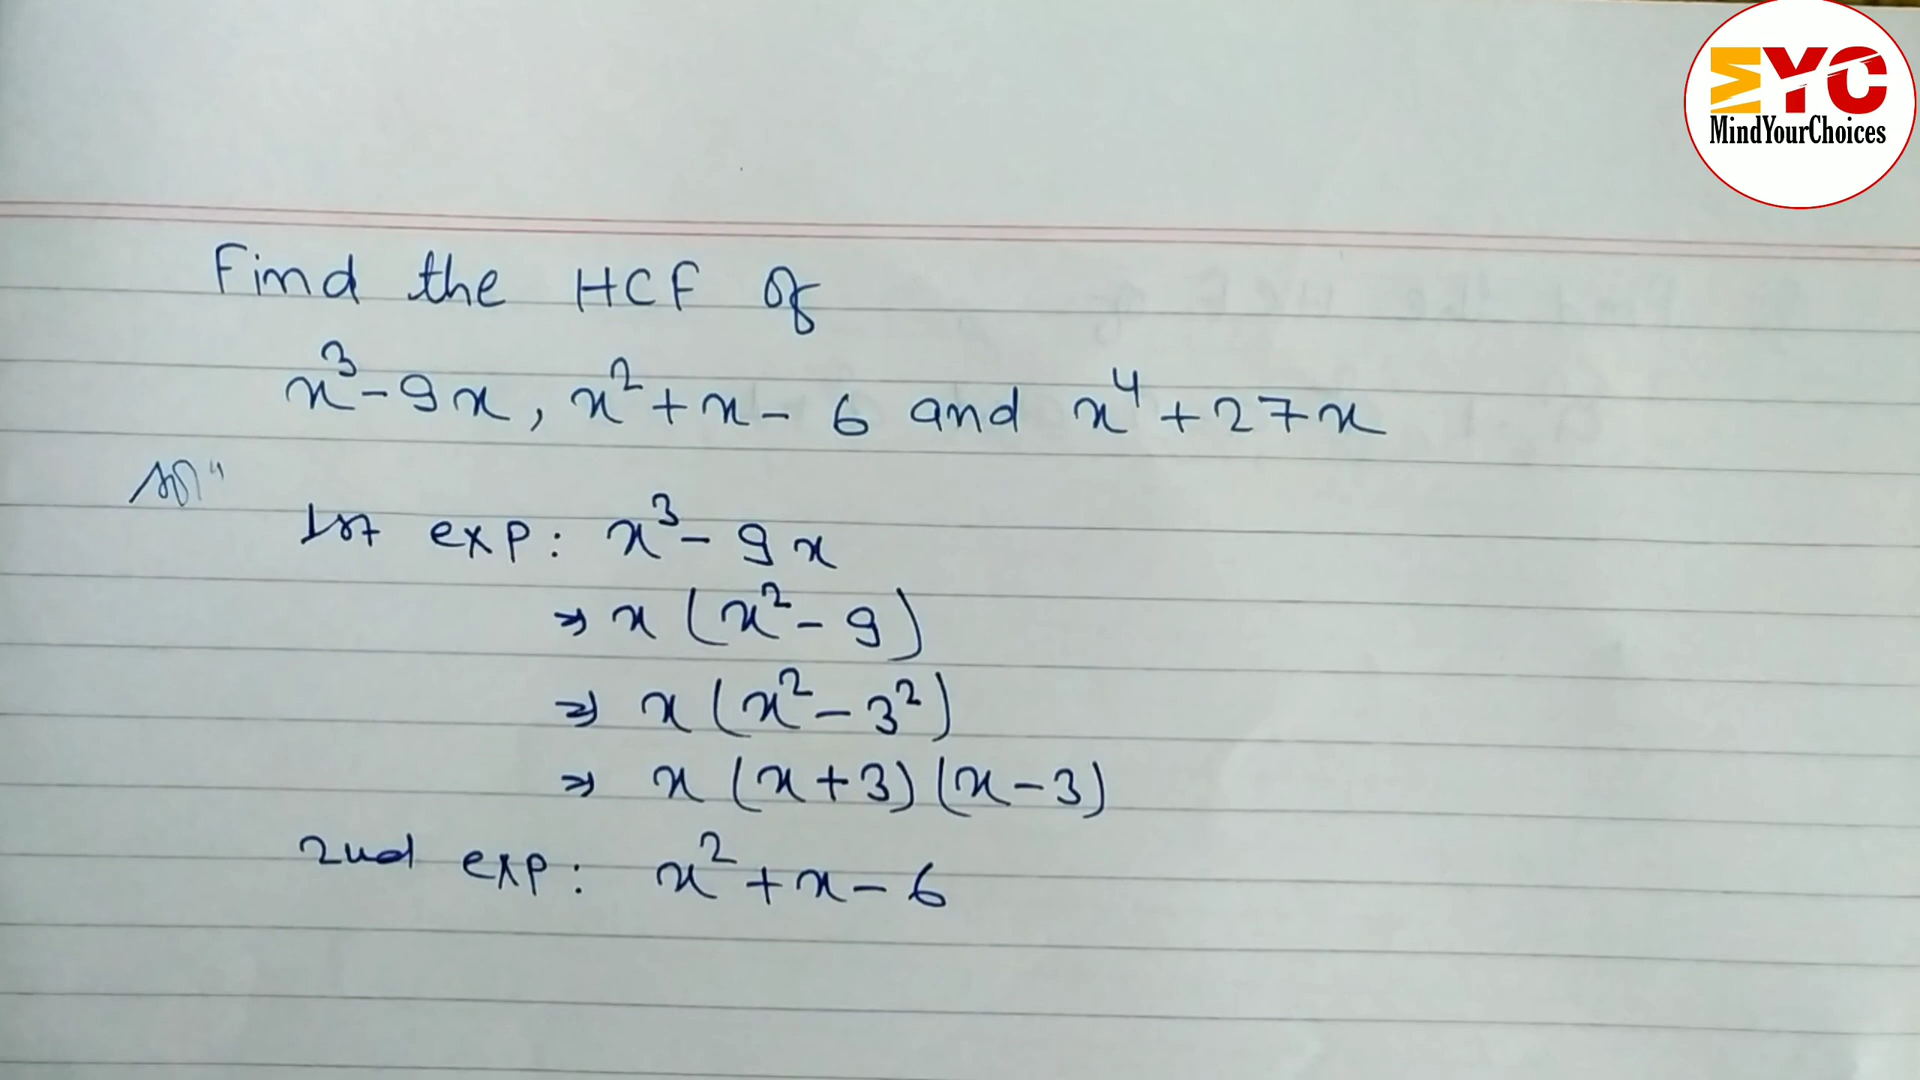 MYC
MindYourChoices
Find the HCF of
x³-9x, x²+x-6 and x⁴+27x
Solⁿ
1st exp: x³-9x
⇒ x(x²-9)
⇒ x(x²-3²)
⇒ x(x+3)(x-3)
2nd exp: x²+x-6